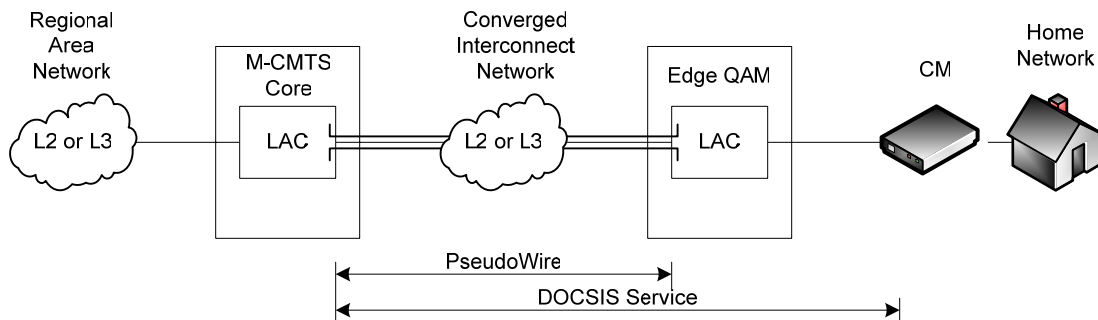 Regional
Area
Network
L2 or L3
M-CMTS
Core
LAC
Converged
Interconnect
Network
L2 or L3
Edge QAM
LAC
CM
Home
Network
PseudoWire
DOCSIS Service